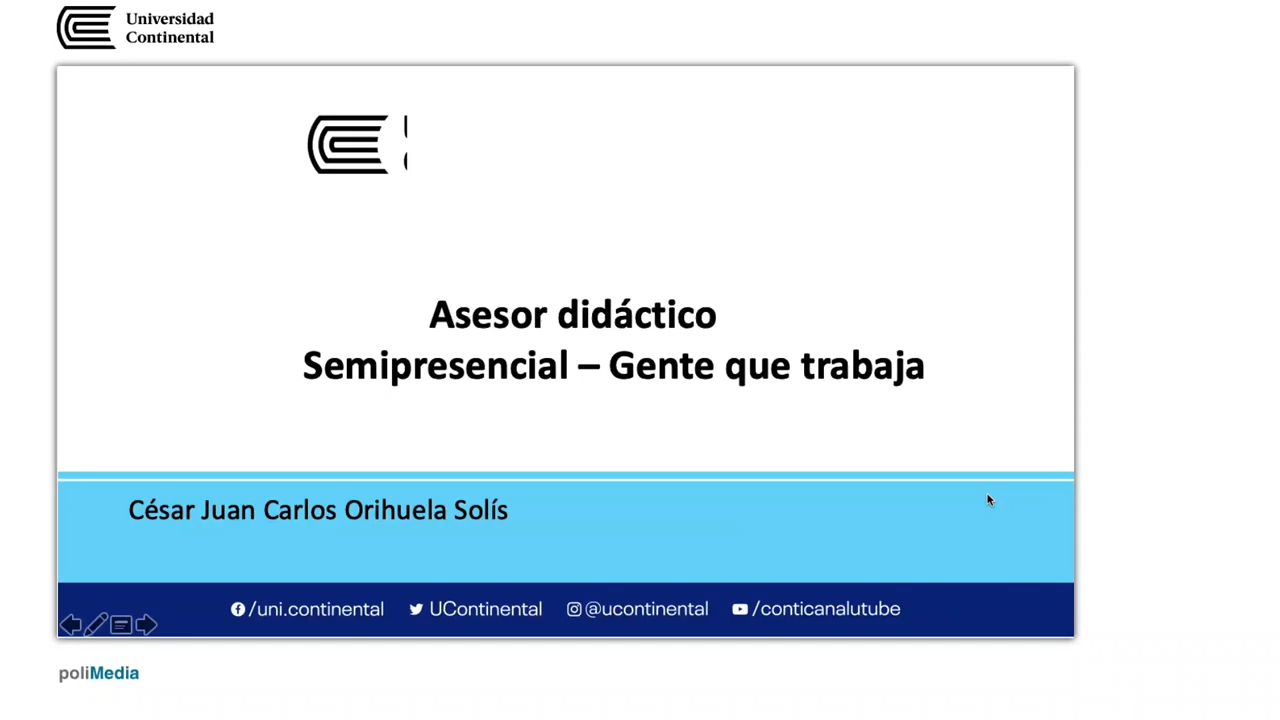 Universidad
Continental
Asesor didáctico
Semipresencial – Gente que trabaja
César Juan Carlos Orihuela Solís
/uni.continental UContinental @ucontinental /conticanalutube
poliMedia